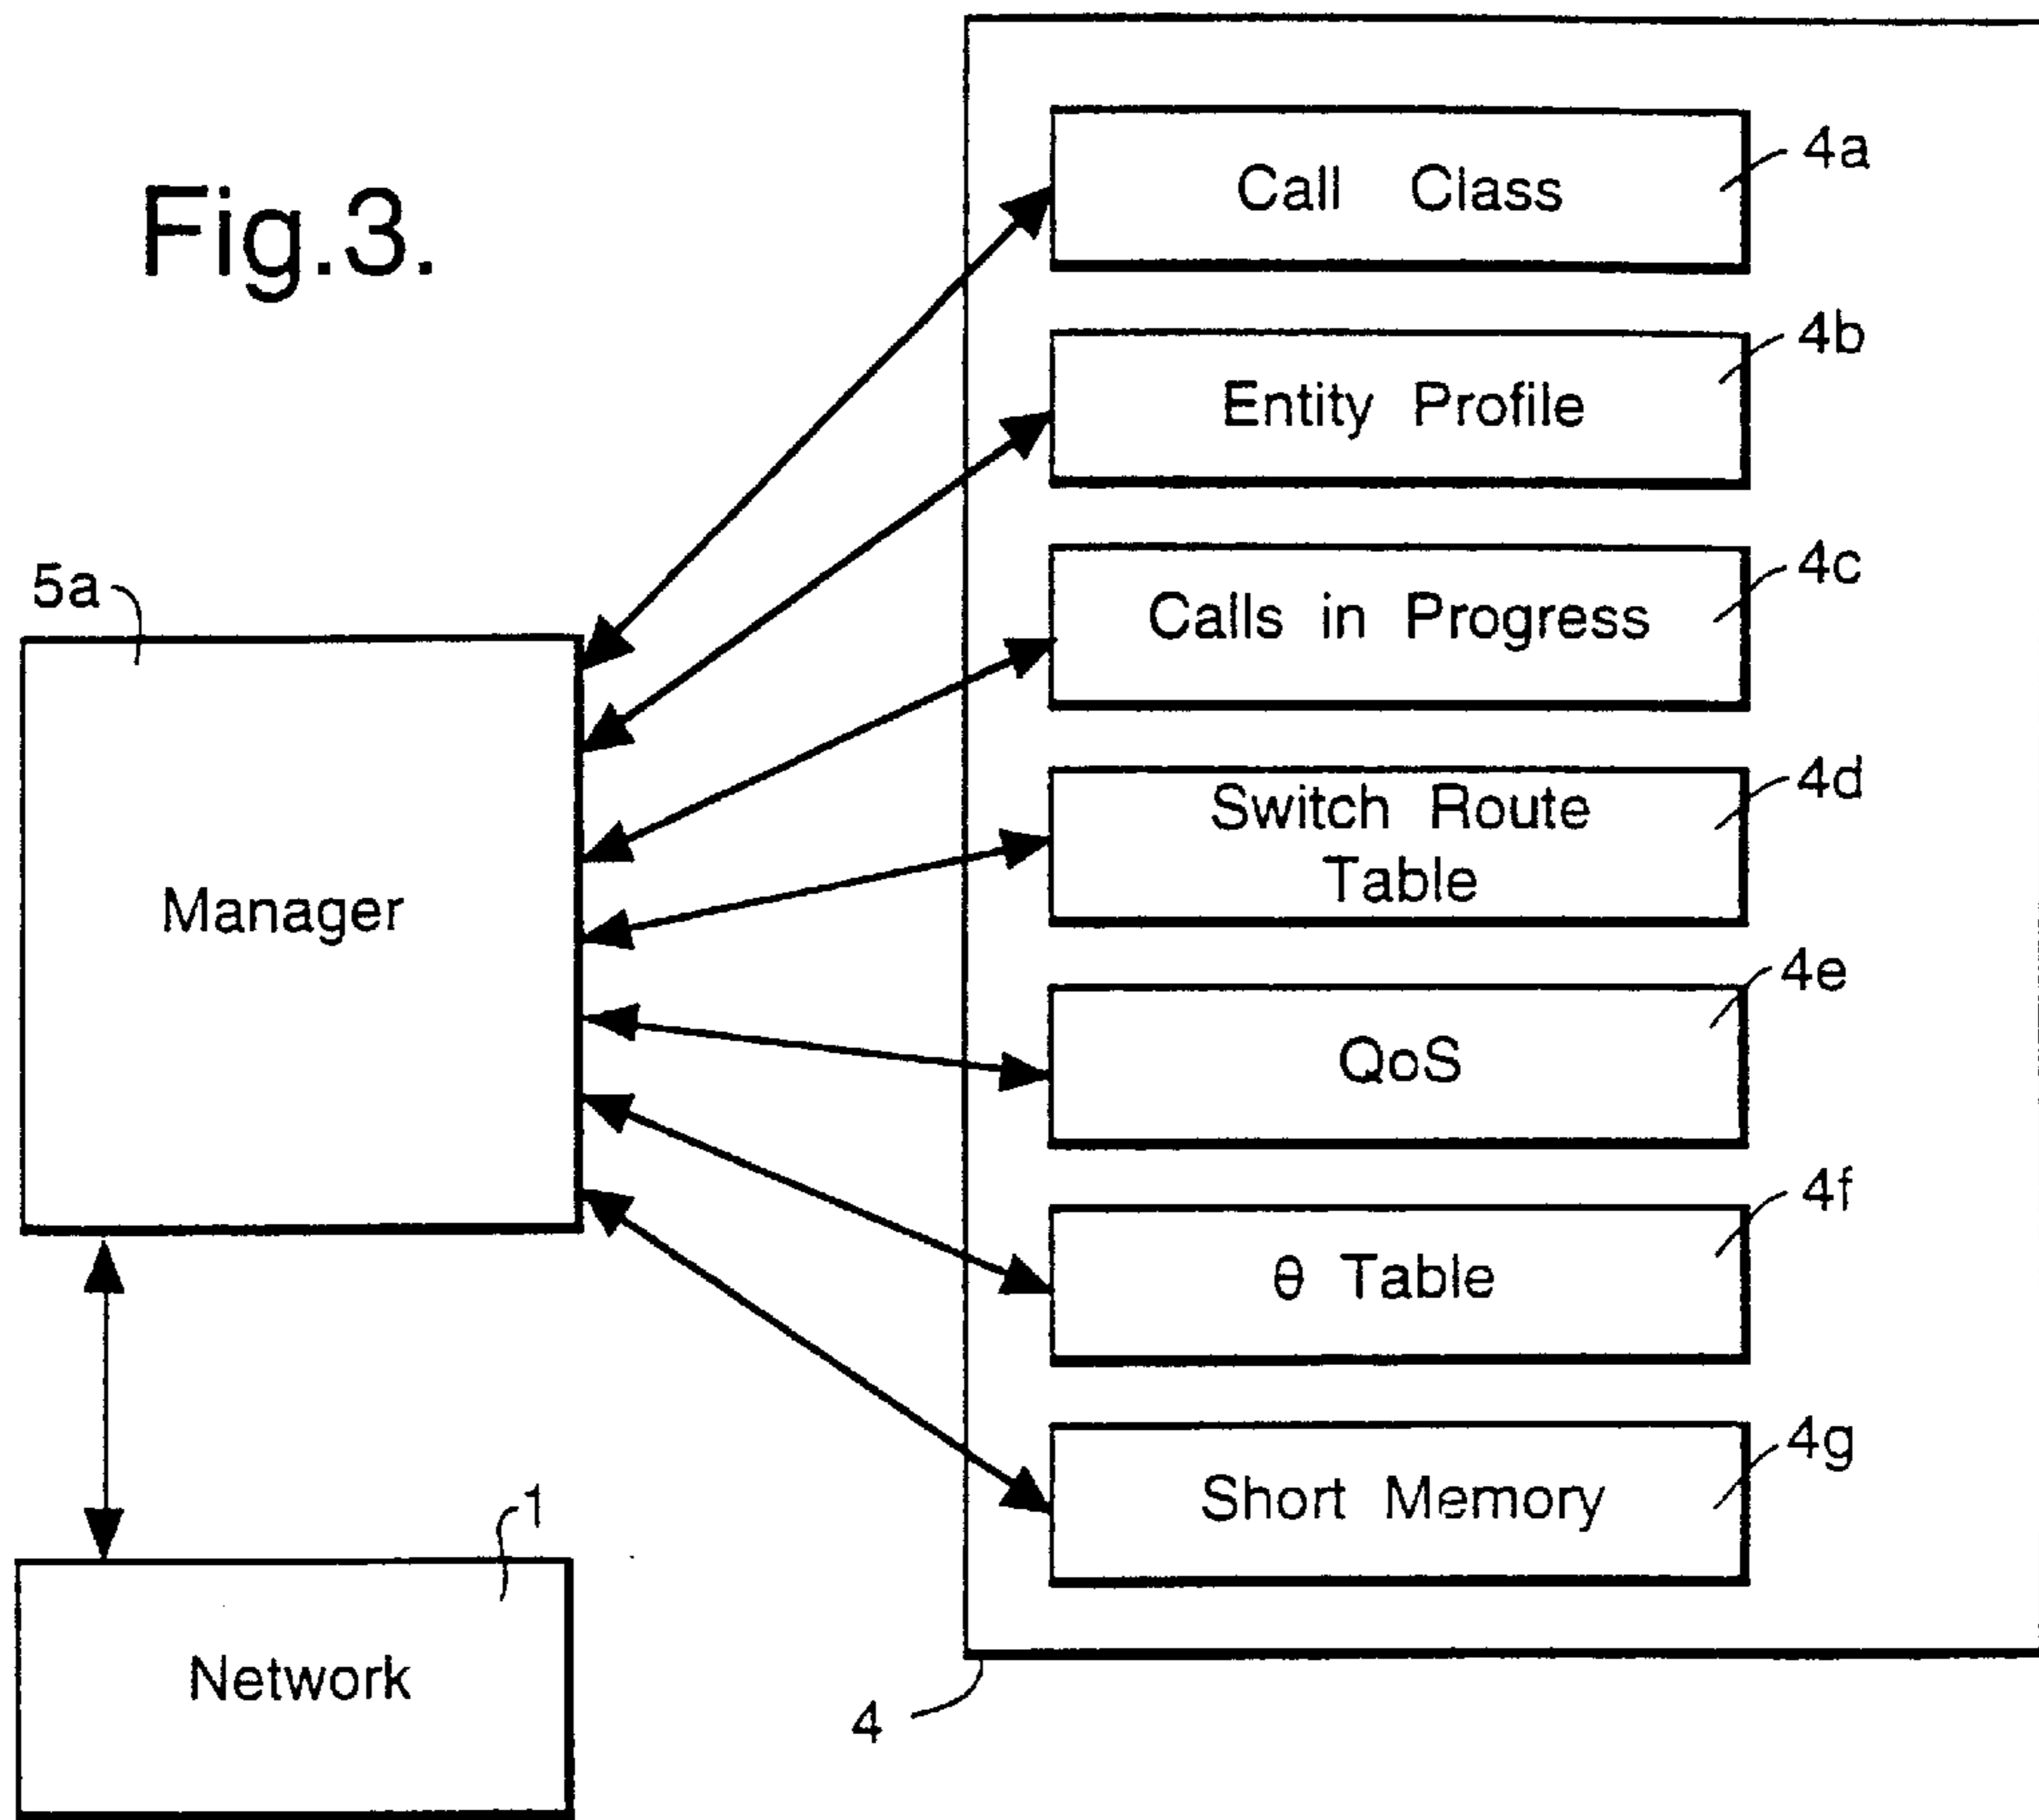 Fig.3.
Call Class
4a
Entity Profile
4b
Calls in Progress
4c
5a
Manager
Switch Route
Table
4d
QoS
4e
θ Table
4f
Short Memory
4g
1
Network
4